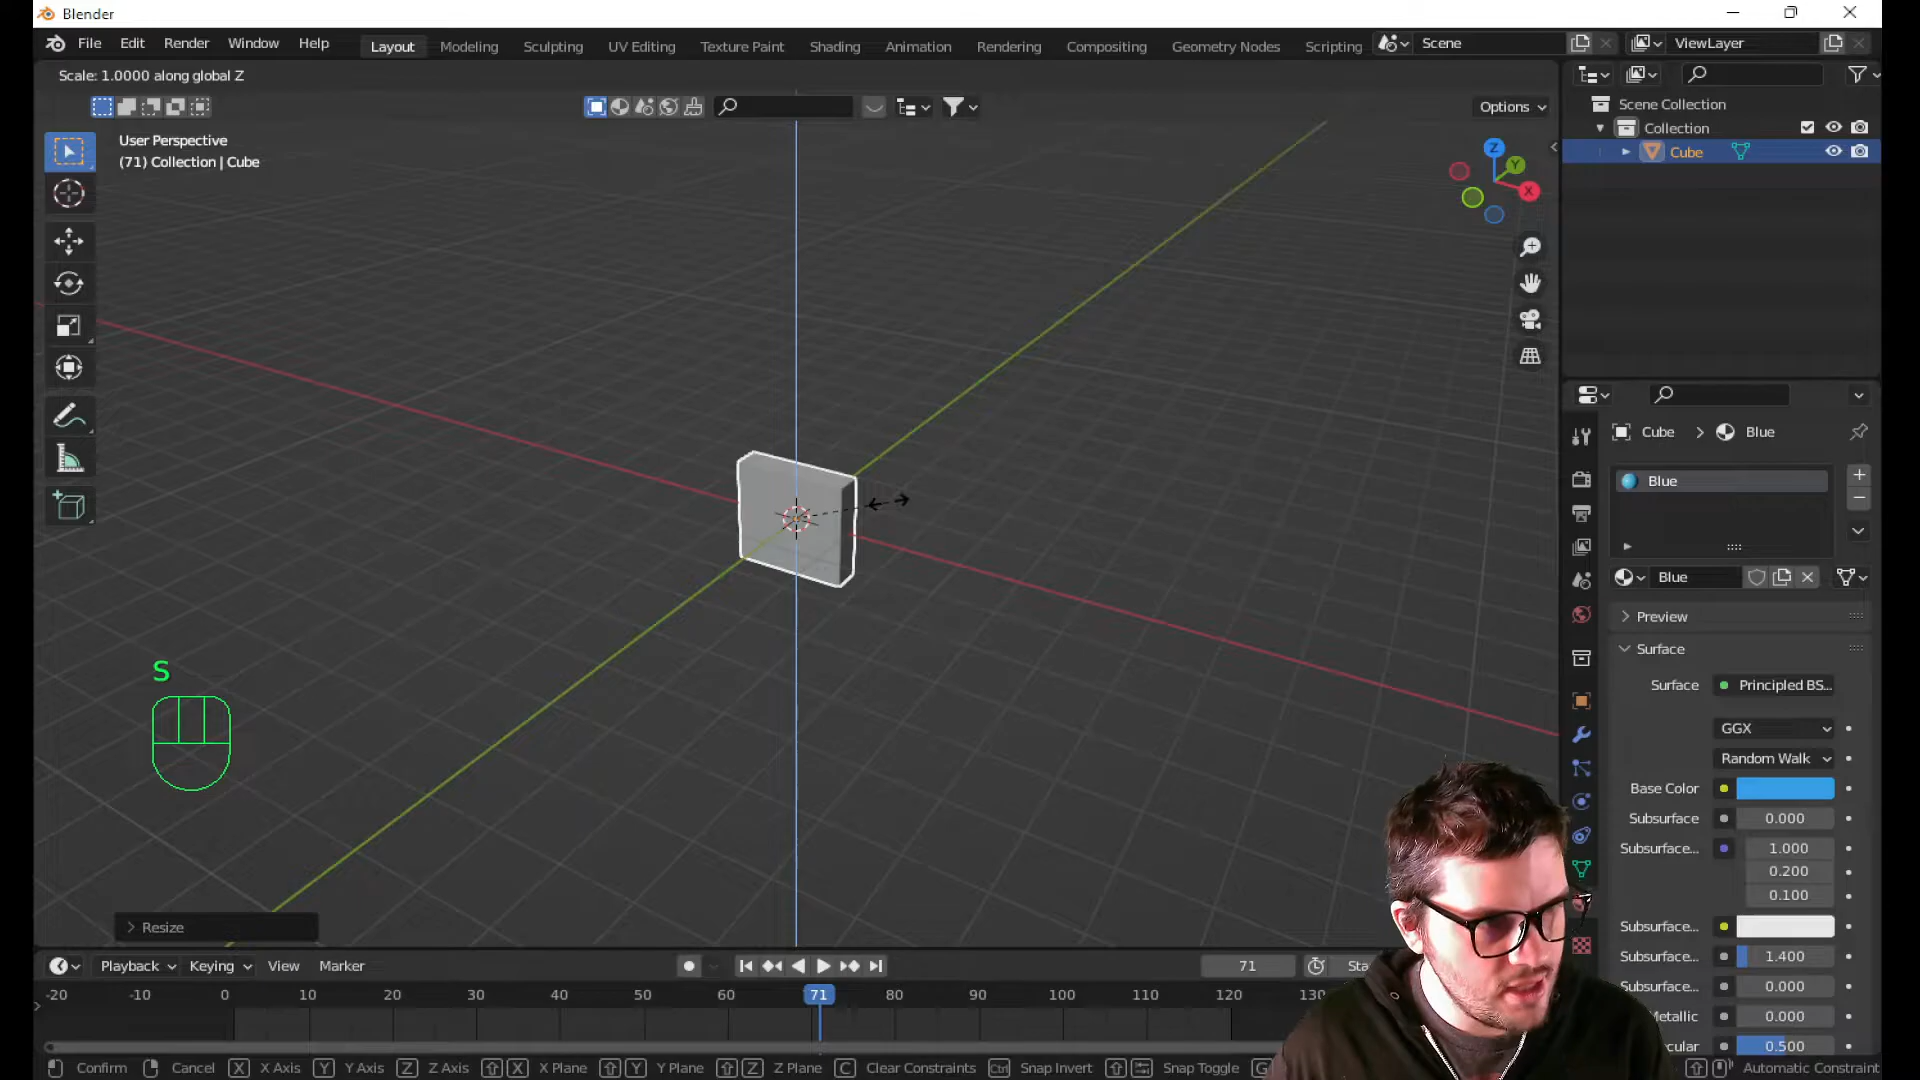 Blender
File Edit Render Window Help Layout Modeling Sculpting UV Editing Texture Paint Shading Animation Rendering Compositing Geometry Nodes Scripting Scene ViewLayer
Scale: 1.0000 along global Z
Options
User Perspective
(71) Collection | Cube
Z
Y
X
Scene Collection
Collection
Cube
Cube > Blue
Blue
Blue
Preview
Surface
Surface Principled BS...
GGX
Random Walk
Base Color
Subsurface 0.000
Subsurface... 1.000
0.200
0.100
Subsurface...
Subsurface... 1.400
Subsurface... 0.000
Metallic 0.000
cular 0.500
S
Resize
Playback Keying View Marker 71 Sta
-20 -10 0 10 20 30 40 50 60 71 80 90 100 110 120 130
Confirm Cancel X X Axis Y Y Axis Z Z Axis X X Plane Y Y Plane Z Z Plane C Clear Constraints Ctrl Snap Invert Snap Toggle G Automatic Constraint